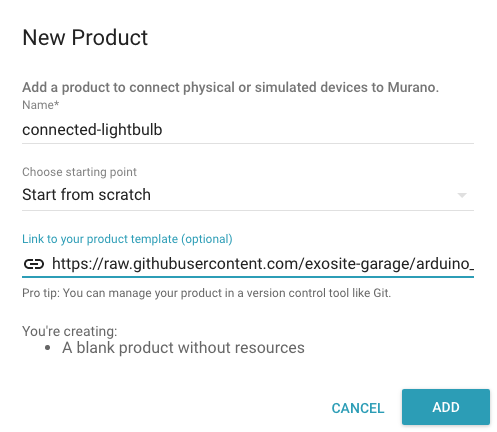 New Product
Add a product to connect physical or simulated devices to Murano.
Name*
connected-lightbulb
Choose starting point
Start from scratch
Link to your product template (optional)
https://raw.githubusercontent.com/exosite-garage/arduino_
Pro tip: You can manage your product in a version control tool like Git.
You're creating:
• A blank product without resources
CANCEL ADD